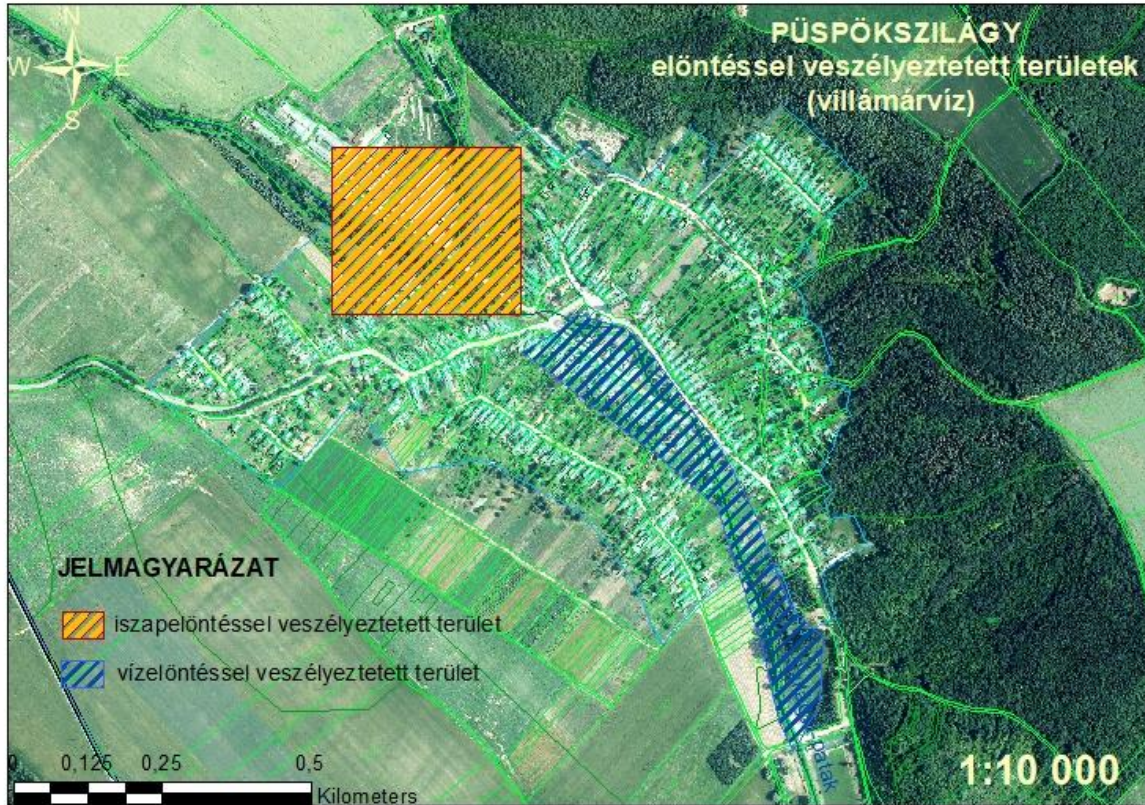 N
W E
S
PÜSPÖKSZILÁGY
elöntéssel veszélyeztetett területek
(villámárvíz)
JELMAGYARÁZAT
iszapelöntéssel veszélyeztetett terület
vízelöntéssel veszélyeztetett terület
0 0,125 0,25 0,5
Kilometers
patak
1:10 000